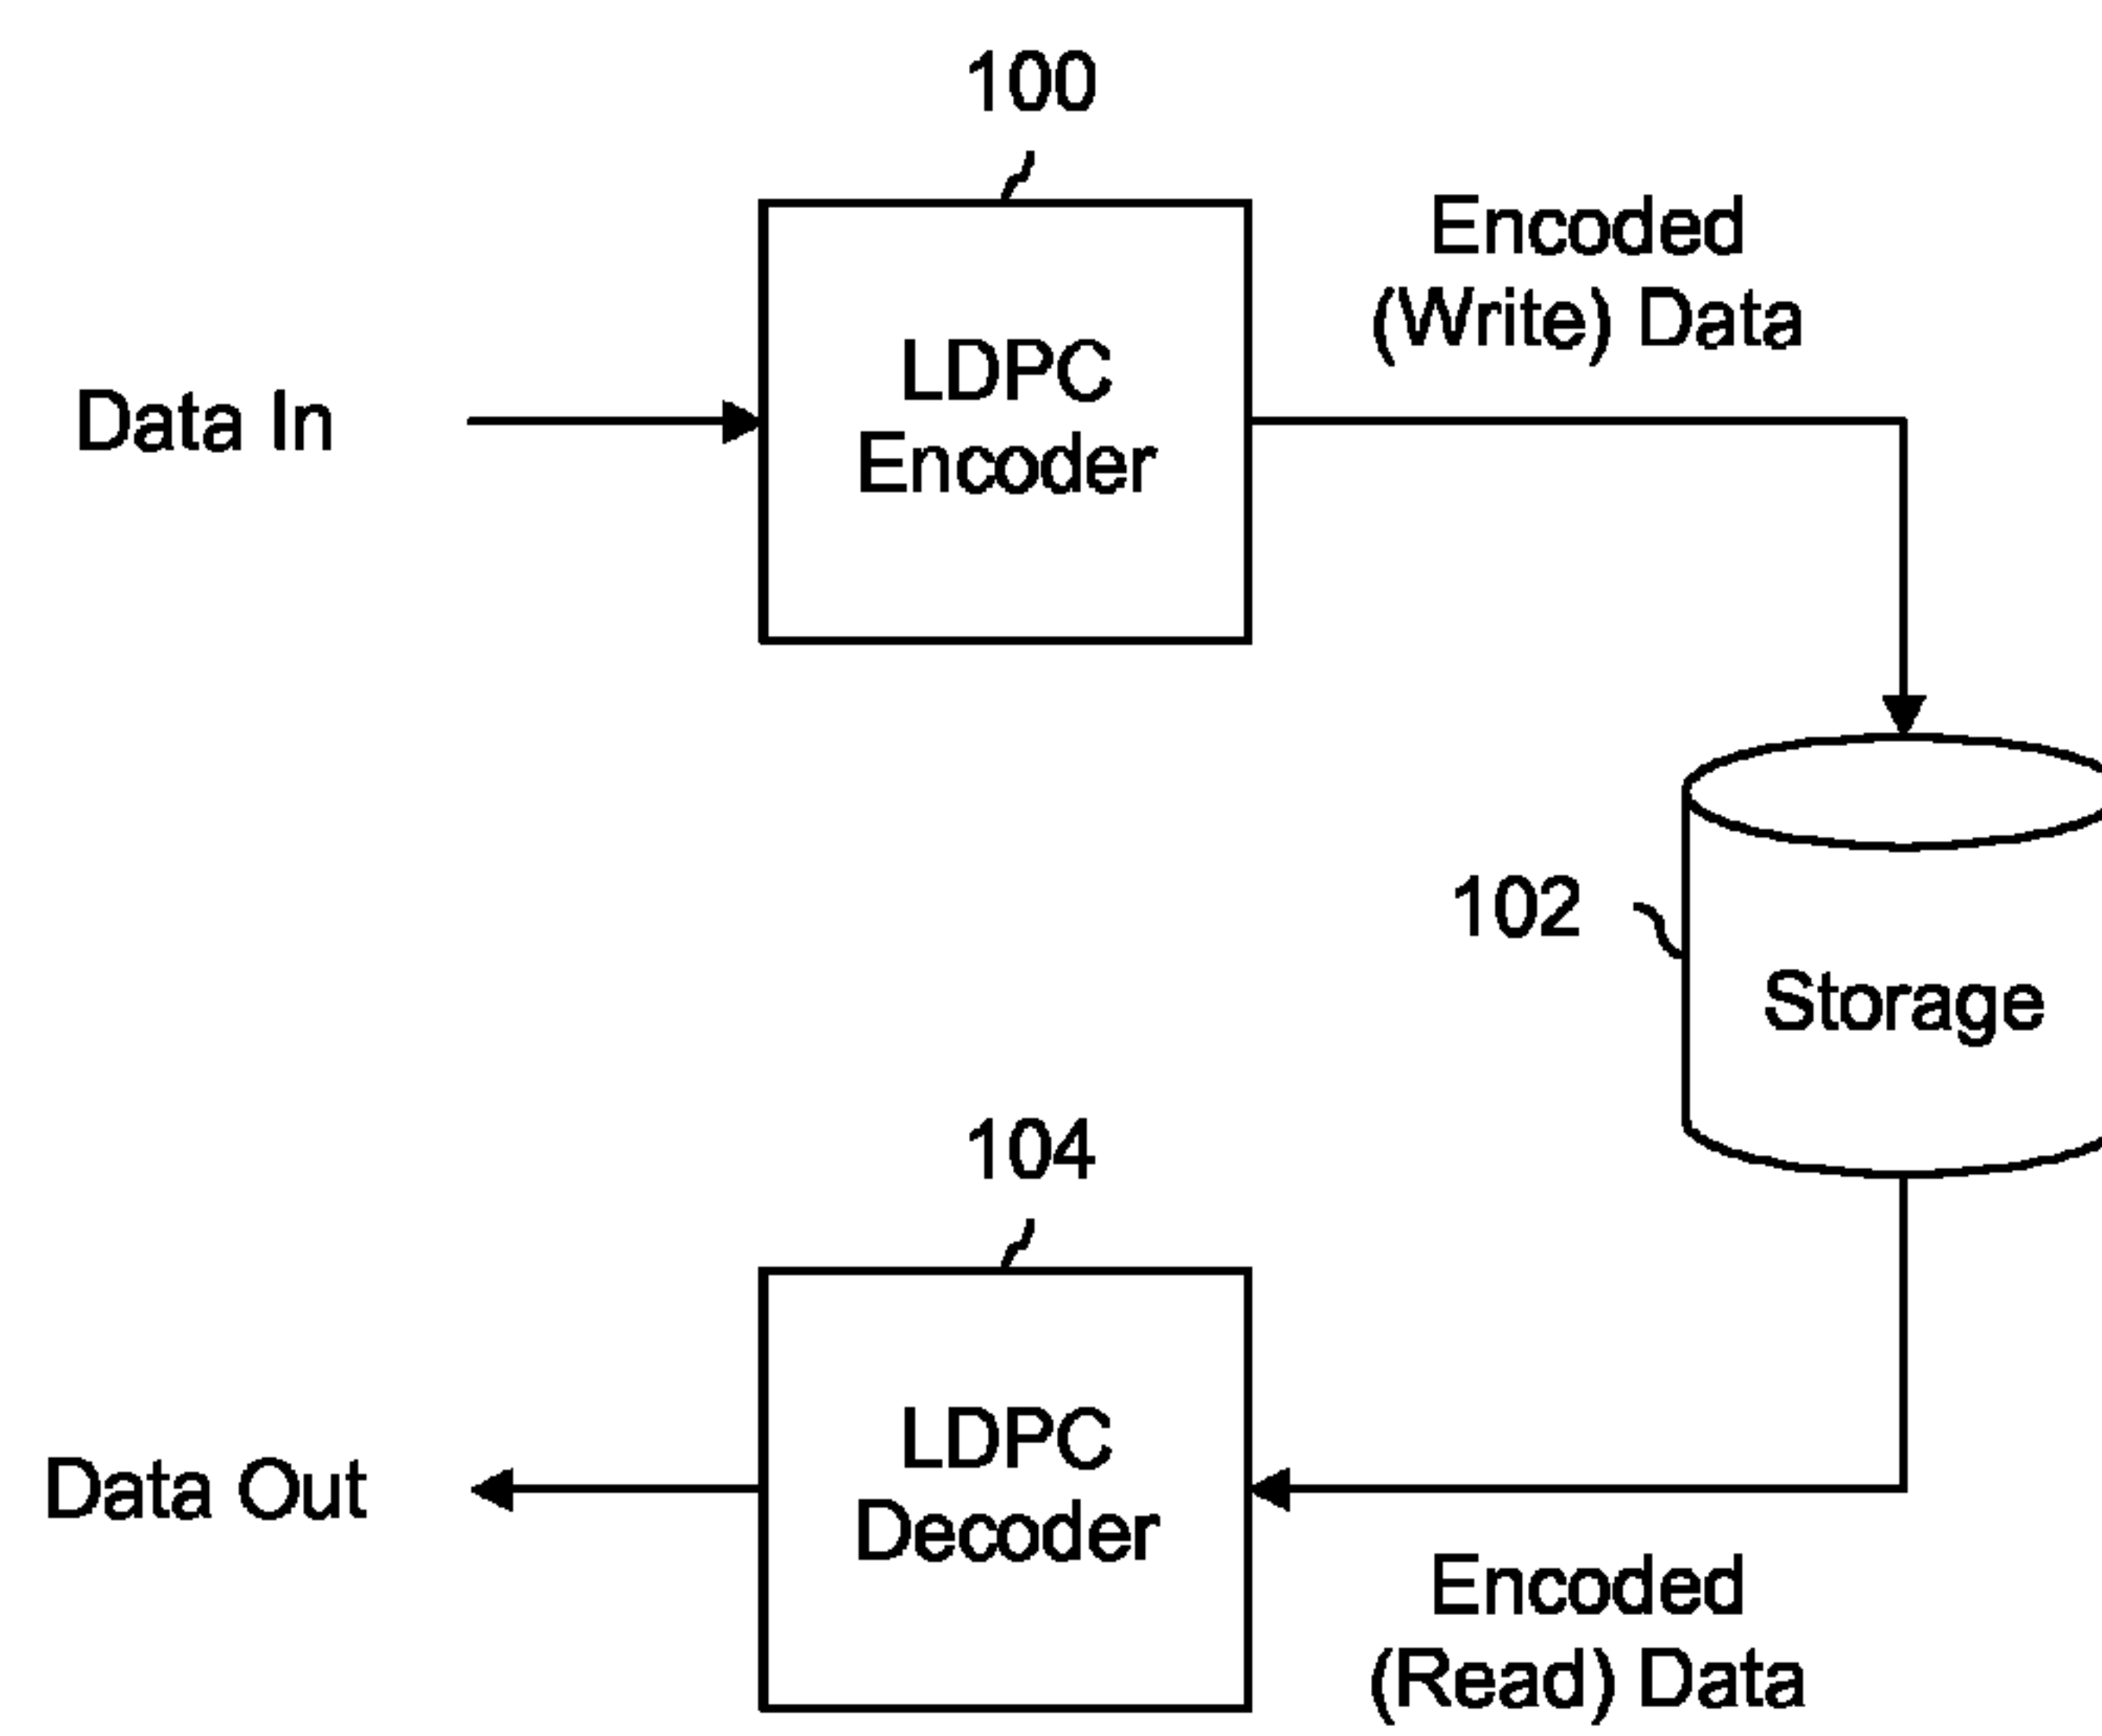 100
Encoded
(Write) Data
LDPC
Encoder
Data In
102
Storage
104
LDPC
Decoder
Data Out
Encoded
(Read) Data